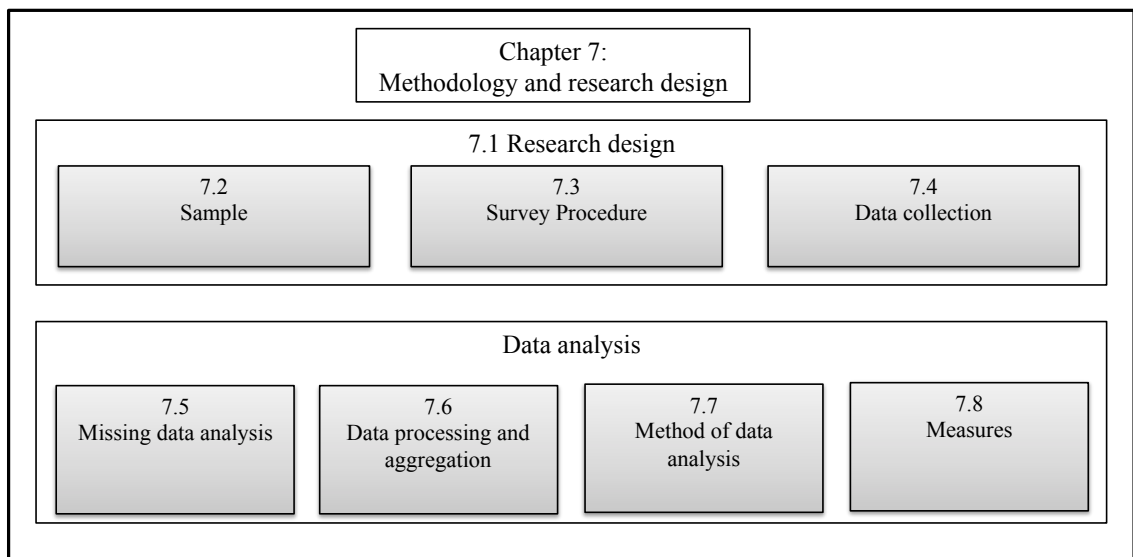 Chapter 7:
Methodology and research design
7.1 Research design
7.2
Sample
7.3
Survey Procedure
7.4
Data collection
Data analysis
7.5
Missing data analysis
7.6
Data processing and
aggregation
7.7
Method of data
analysis
7.8
Measures